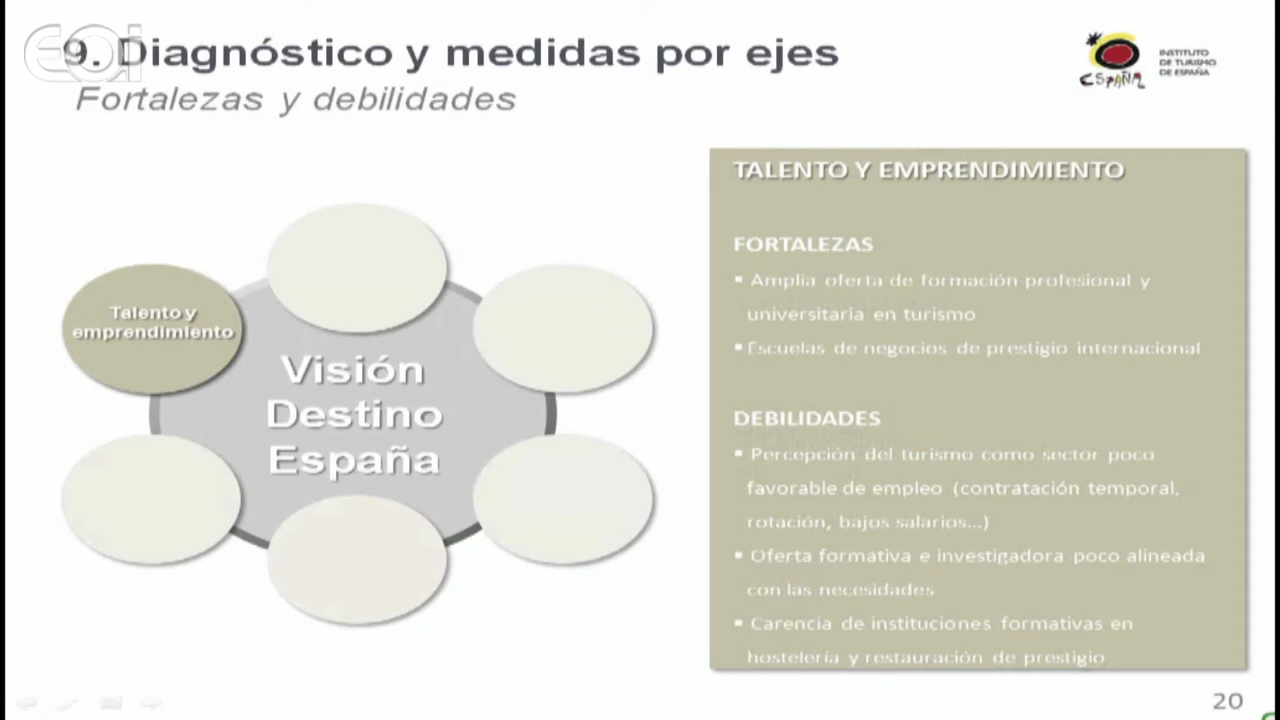 eoi
9. Diagnóstico y medidas por ejes
Fortalezas y debilidades
ESPAÑA
INSTITUTO
DE TURISMO
DE ESPAÑA
Talento y
emprendimiento
Visión
Destino
España
TALENTO Y EMPRENDIMIENTO
FORTALEZAS
▪ Amplia oferta de formación profesional y
universitaria en turismo
▪ Escuelas de negocios de prestigio internacional
DEBILIDADES
▪ Percepción del turismo como sector poco
favorable de empleo (contratación temporal,
rotación, bajos salarios...)
▪ Oferta formativa e investigadora poco alineada
con las necesidades
▪ Carencia de instituciones formativas en
hostelería y restauración de prestigio
20